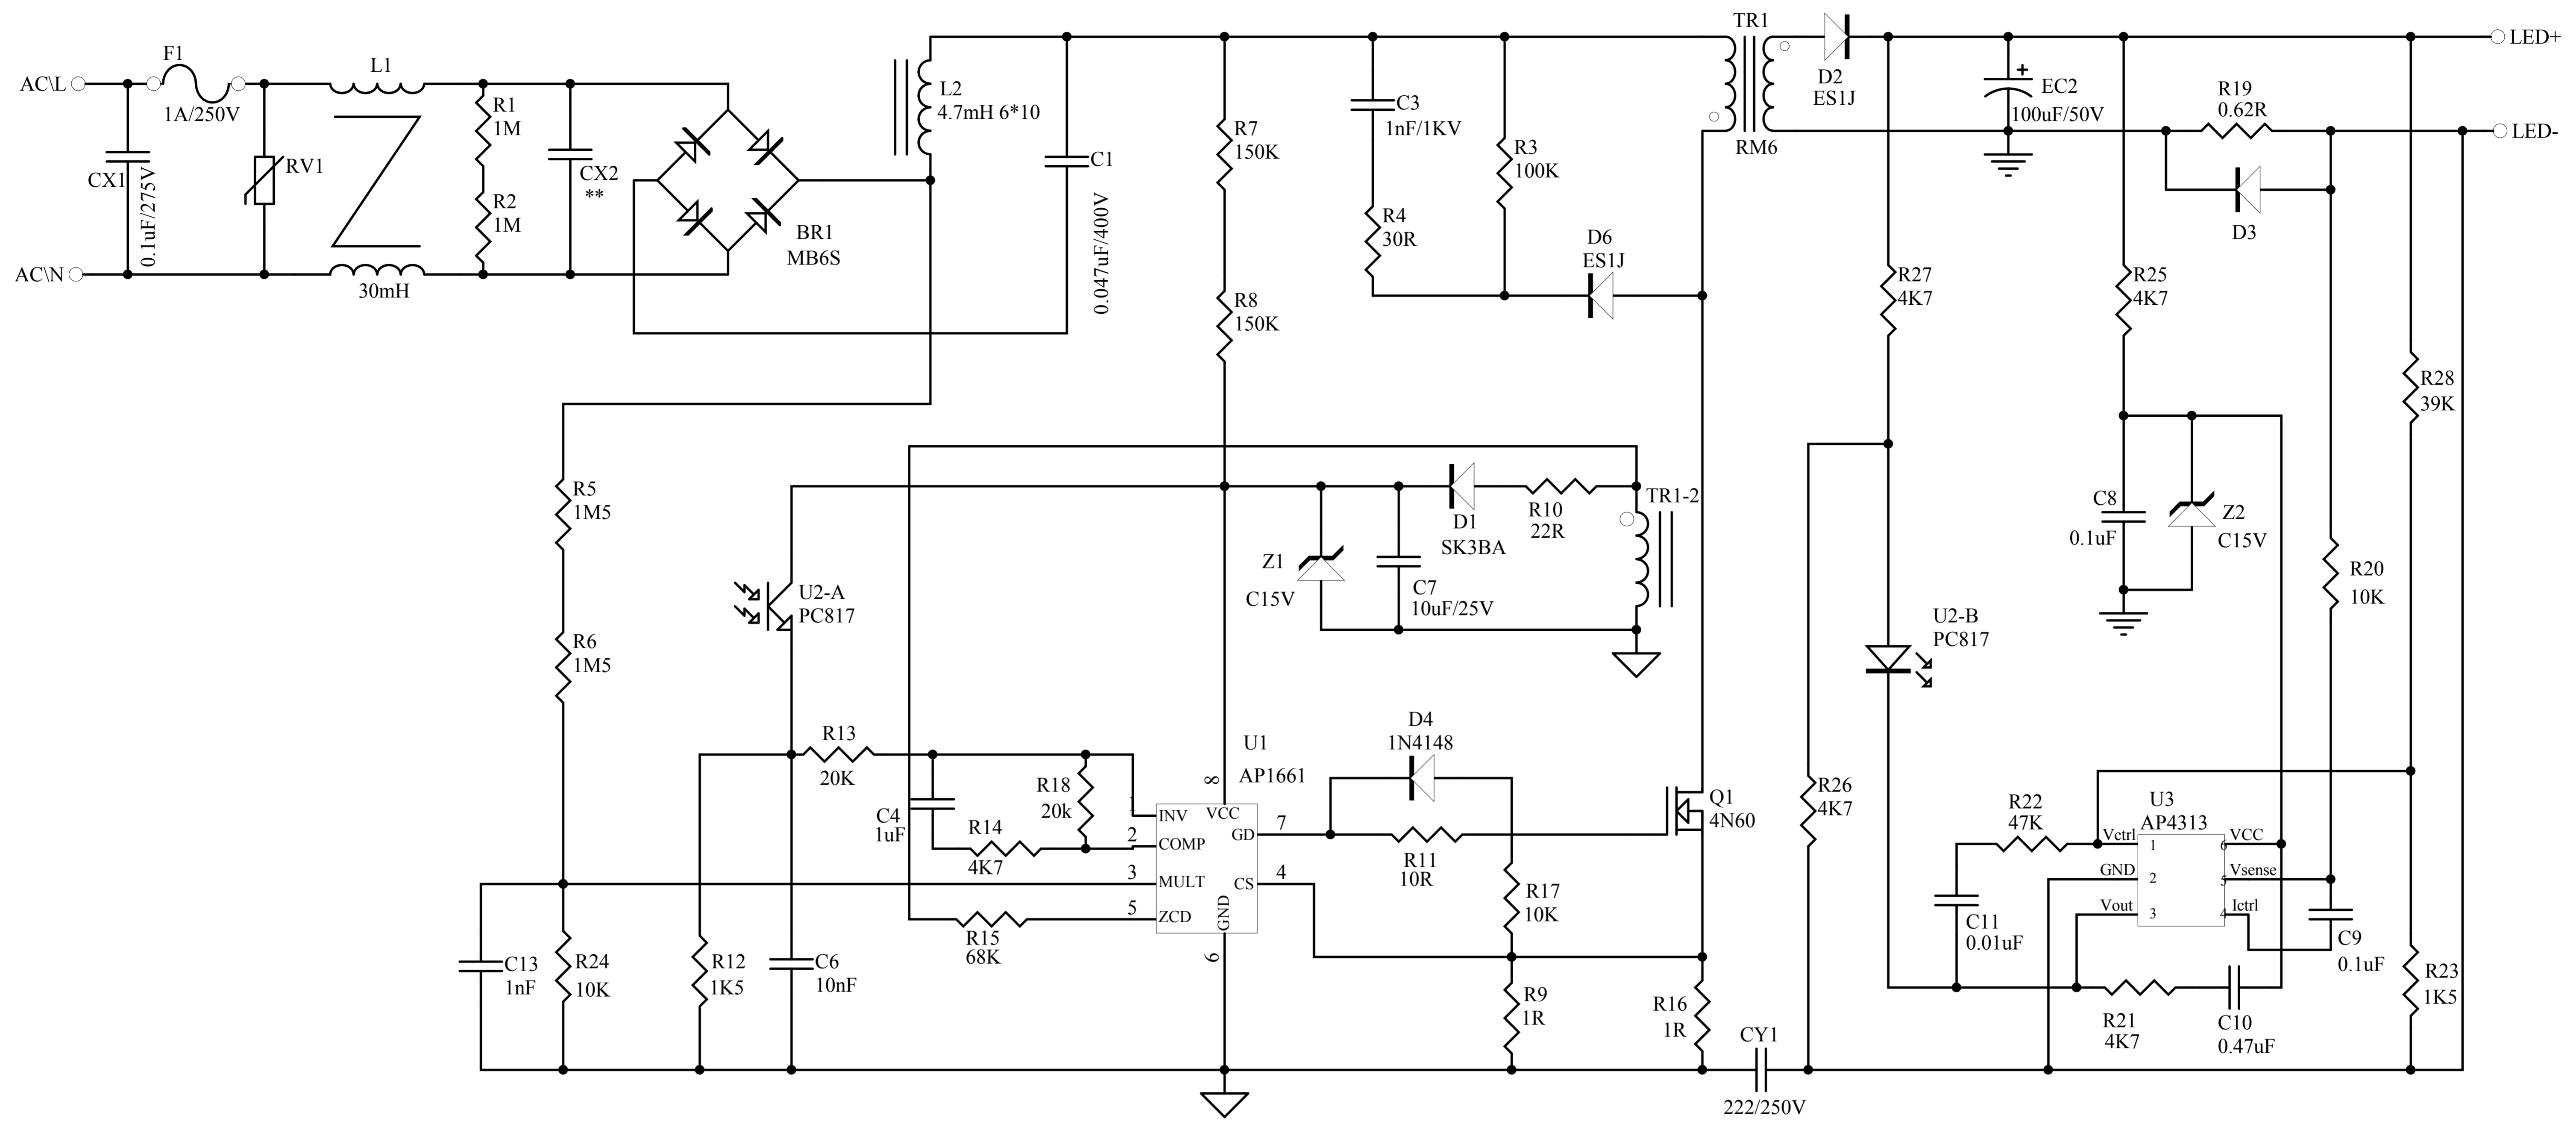 TR1
LED+
F1
L1
AC\L
1A/250V
D2
ES1J
EC2
100uF/50V
R19
0.62R
L2
4.7mH 6*10
R1
1M
C3
1nF/1KV
R7
150K
R3
100K
RM6
LED-
CX1
0.1uF/275V
RV1
CX2
**
C1
0.047uF/400V
R2
1M
BR1
MB6S
R4
30R
D6
ES1J
D3
AC\N
30mH
R8
150K
R27
4K7
R25
4K7
R28
39K
R5
1M5
R10
22R
D1
SK3BA
TR1-2
C8
0.1uF
Z2
C15V
Z1
C15V
C7
10uF/25V
R20
10K
U2-A
PC817
U2-B
PC817
R6
1M5
R13
20K
D4
1N4148
U1
AP1661
C4
1uF
R18
20k
R14
4K7
1
INV
2
COMP
3
MULT
5
ZCD
8
VCC
GD
7
CS
4
GND
6
R15
68K
R11
10R
Q1
4N60
R26
4K7
R22
47K
U3
AP4313
Vctrl
1
6
VCC
GND
2
5
Vsense
Vout
3
4
Ictrl
R17
10K
C11
0.01uF
C9
0.1uF
C13
1nF
R24
10K
R12
1K5
C6
10nF
R9
1R
R16
1R
CY1
222/250V
R21
4K7
C10
0.47uF
R23
1K5